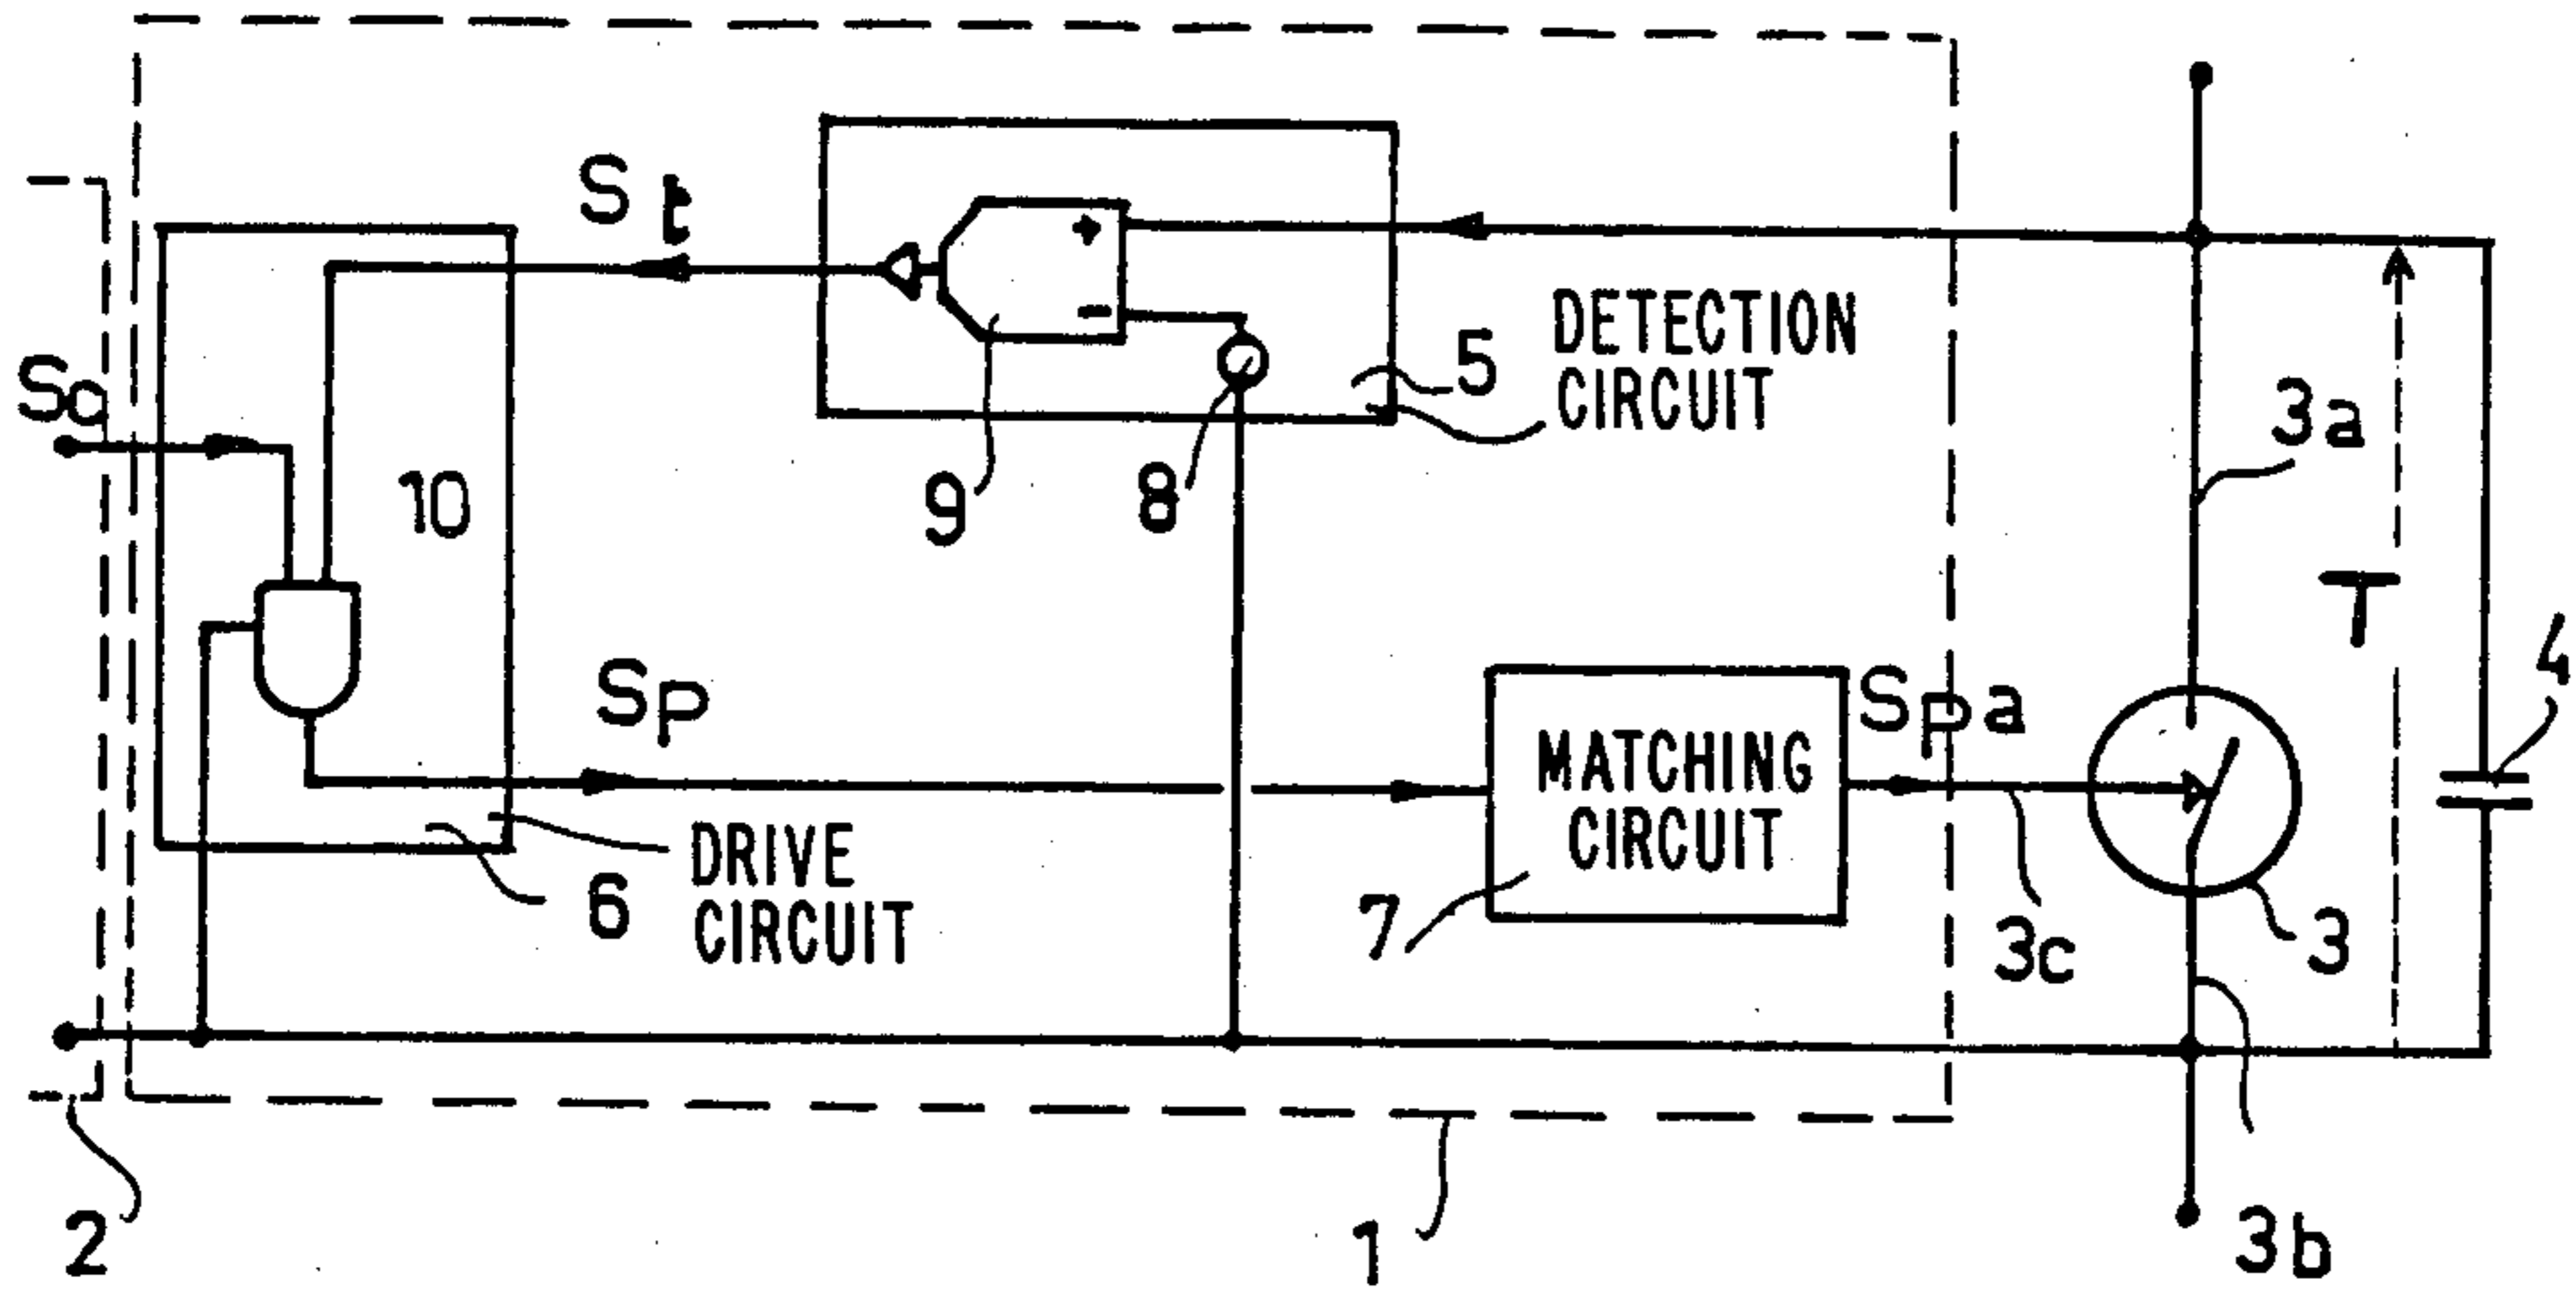 St
+
-
DETECTION
CIRCUIT
5
Sc
10
9
8
3a
T
4
Sp
Spa
MATCHING
CIRCUIT
7
DRIVE
CIRCUIT
6
3c
3
2
1
3b